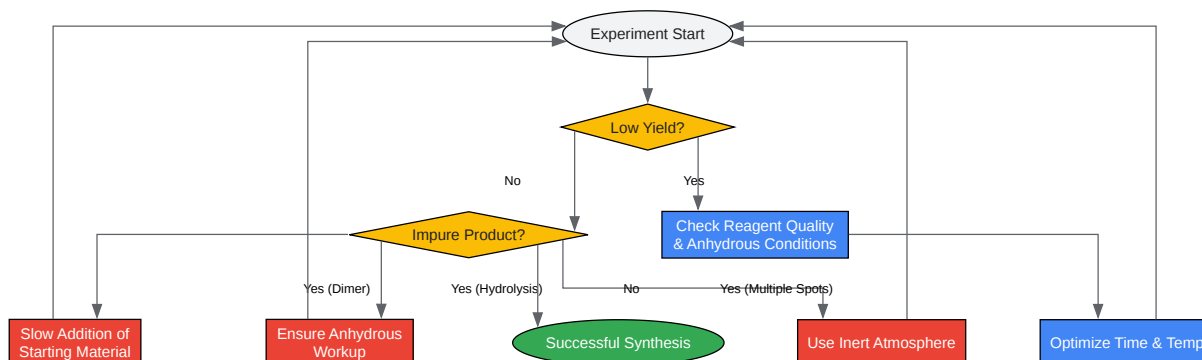 Experiment Start
Low Yield?
No
Yes
Impure Product?
Check Reagent Quality
& Anhydrous Conditions
Yes (Dimer)
Yes (Hydrolysis)
No
Yes (Multiple Spots)
Slow Addition of
Starting Material
Ensure Anhydrous
Workup
Successful Synthesis
Use Inert Atmosphere
Optimize Time & Temp